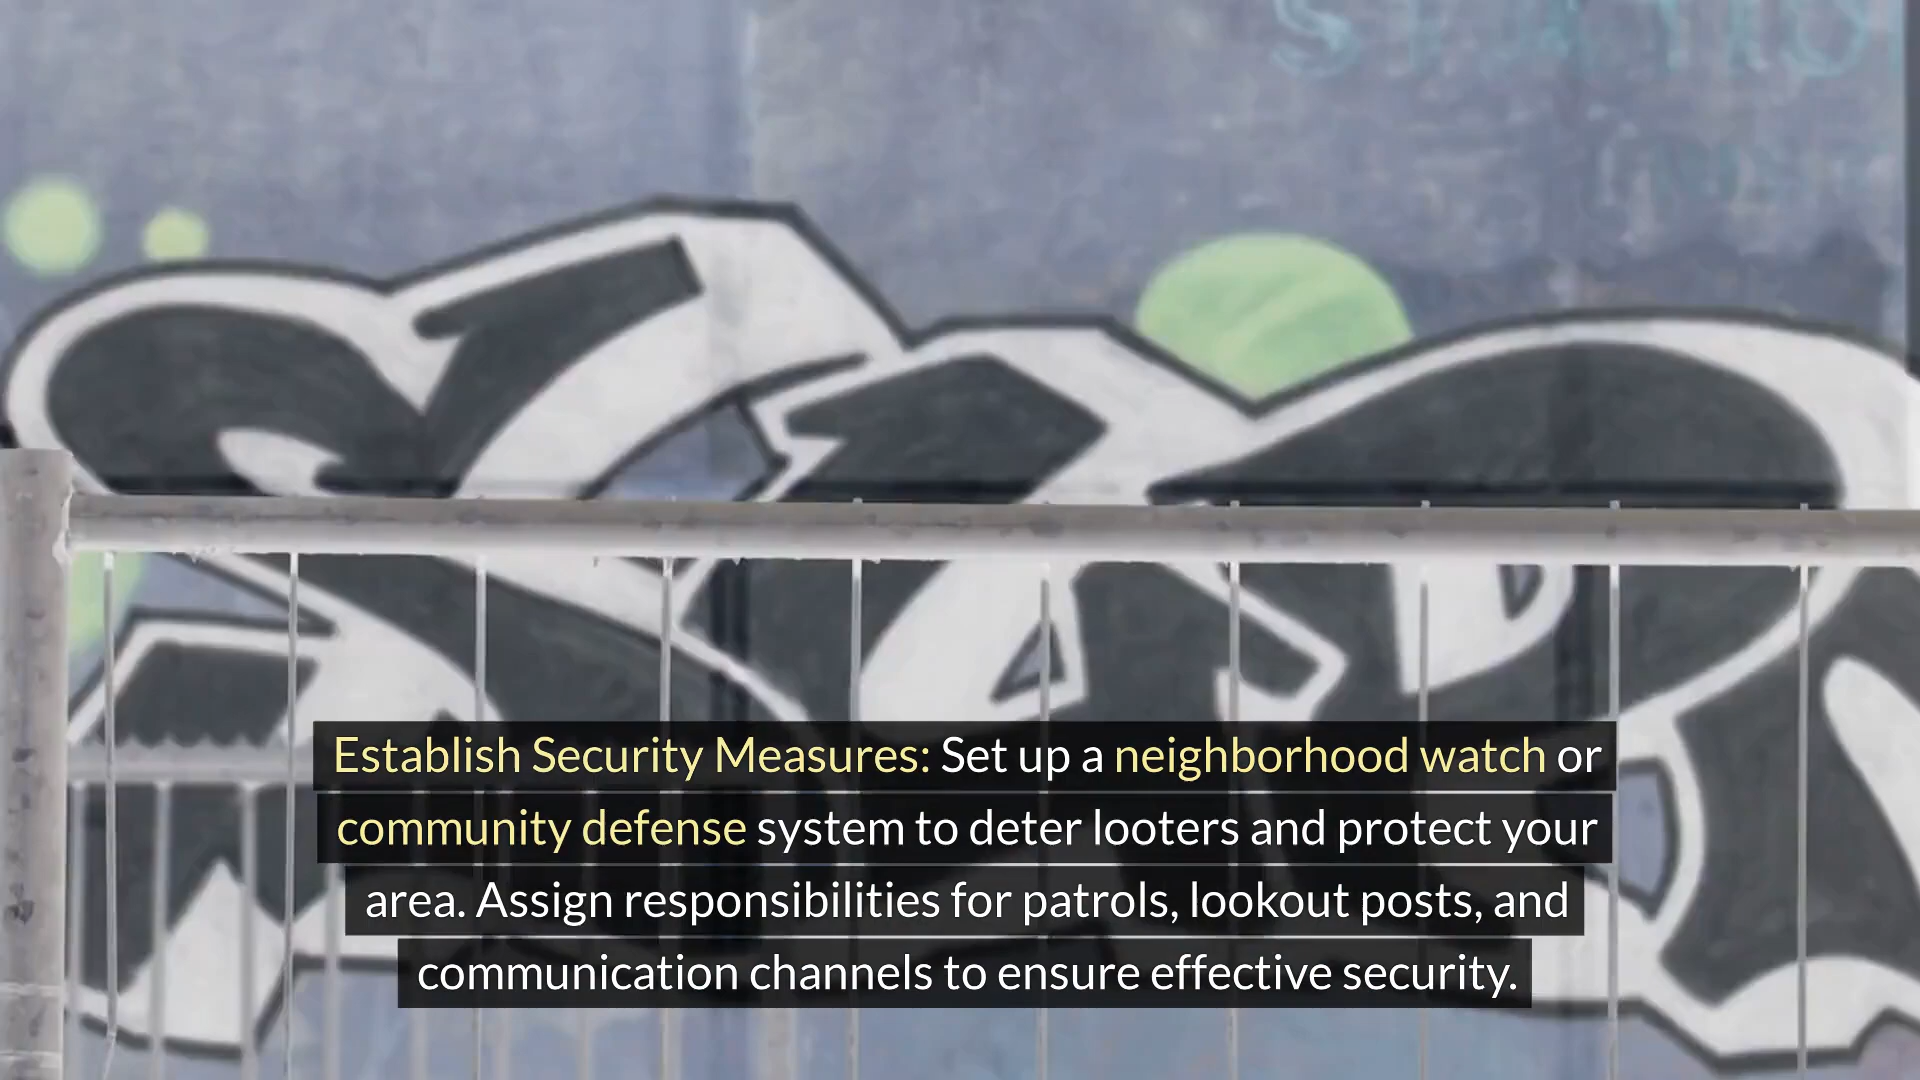 Establish Security Measures: Set up a neighborhood watch or
community defense system to deter looters and protect your
area. Assign responsibilities for patrols, lookout posts, and
communication channels to ensure effective security.